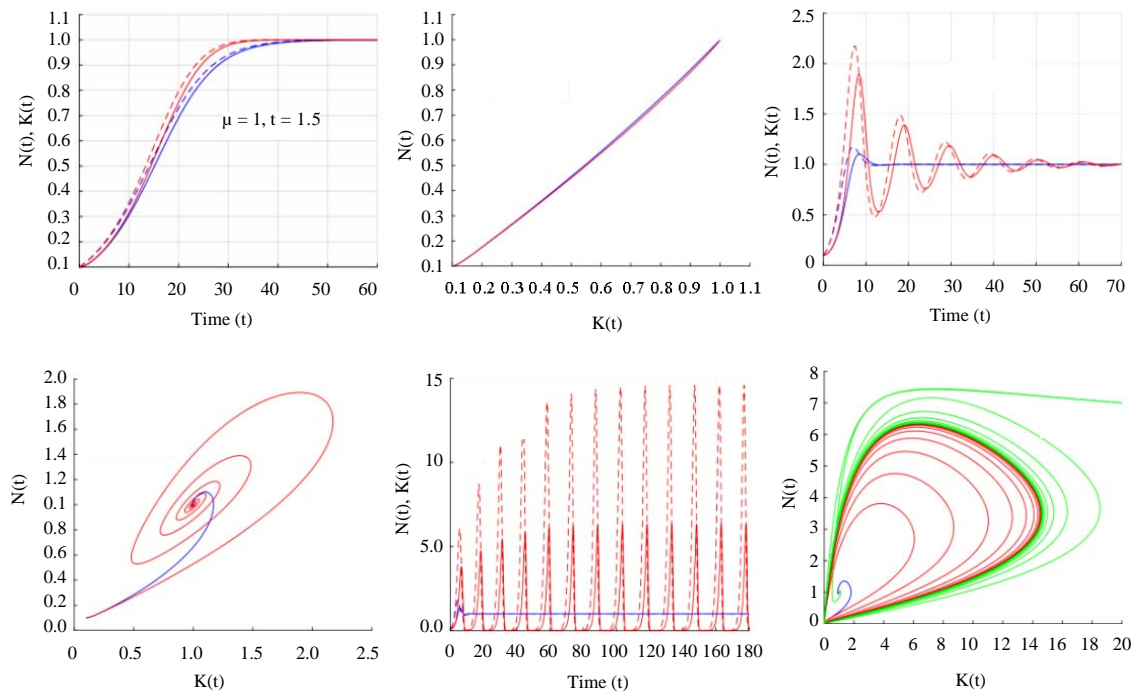 1.1
1.0
0.9
0.8
0.7
0.6
0.5
0.4
0.3
0.2
0.1
N(t), K(t)
μ = 1, t = 1.5
0 10 20 30 40 50 60
Time (t)
1.1
1.0
0.9
0.8
0.7
0.6
0.5
0.4
0.3
0.2
0.1
N(t)
0.1 0.2 0.3 0.4 0.5 0.6 0.7 0.8 0.9 1.0 1.1
K(t)
2.5
2.0
1.5
1.0
0.5
0
N(t), K(t)
0 10 20 30 40 50 60 70
Time (t)
2.0
1.8
1.6
1.4
1.2
0.1
0.8
0.6
0.4
0.2
0.0
N(t)
0.0 0.5 1.0 1.5 2.0 2.5
K(t)
15
10
5.0
0.0
N(t), K(t)
0 20 40 60 80 100 120 140 160 180
Time (t)
8
7
6
5
4
3
2
1
0
N(t)
0 2 4 6 8 10 12 14 16 18 20
K(t)